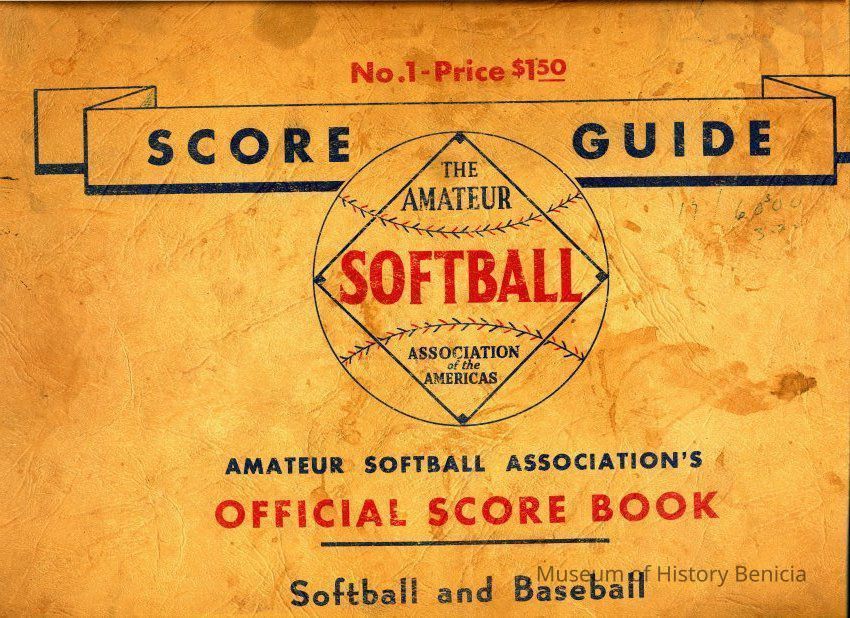 No.1-Price $1.50
SCORE GUIDE
THE
AMATEUR
SOFTBALL
ASSOCIATION
of the
AMERICAS
AMATEUR SOFTBALL ASSOCIATION'S
OFFICIAL SCORE BOOK
Softball and Baseball
Museum of History Benicia